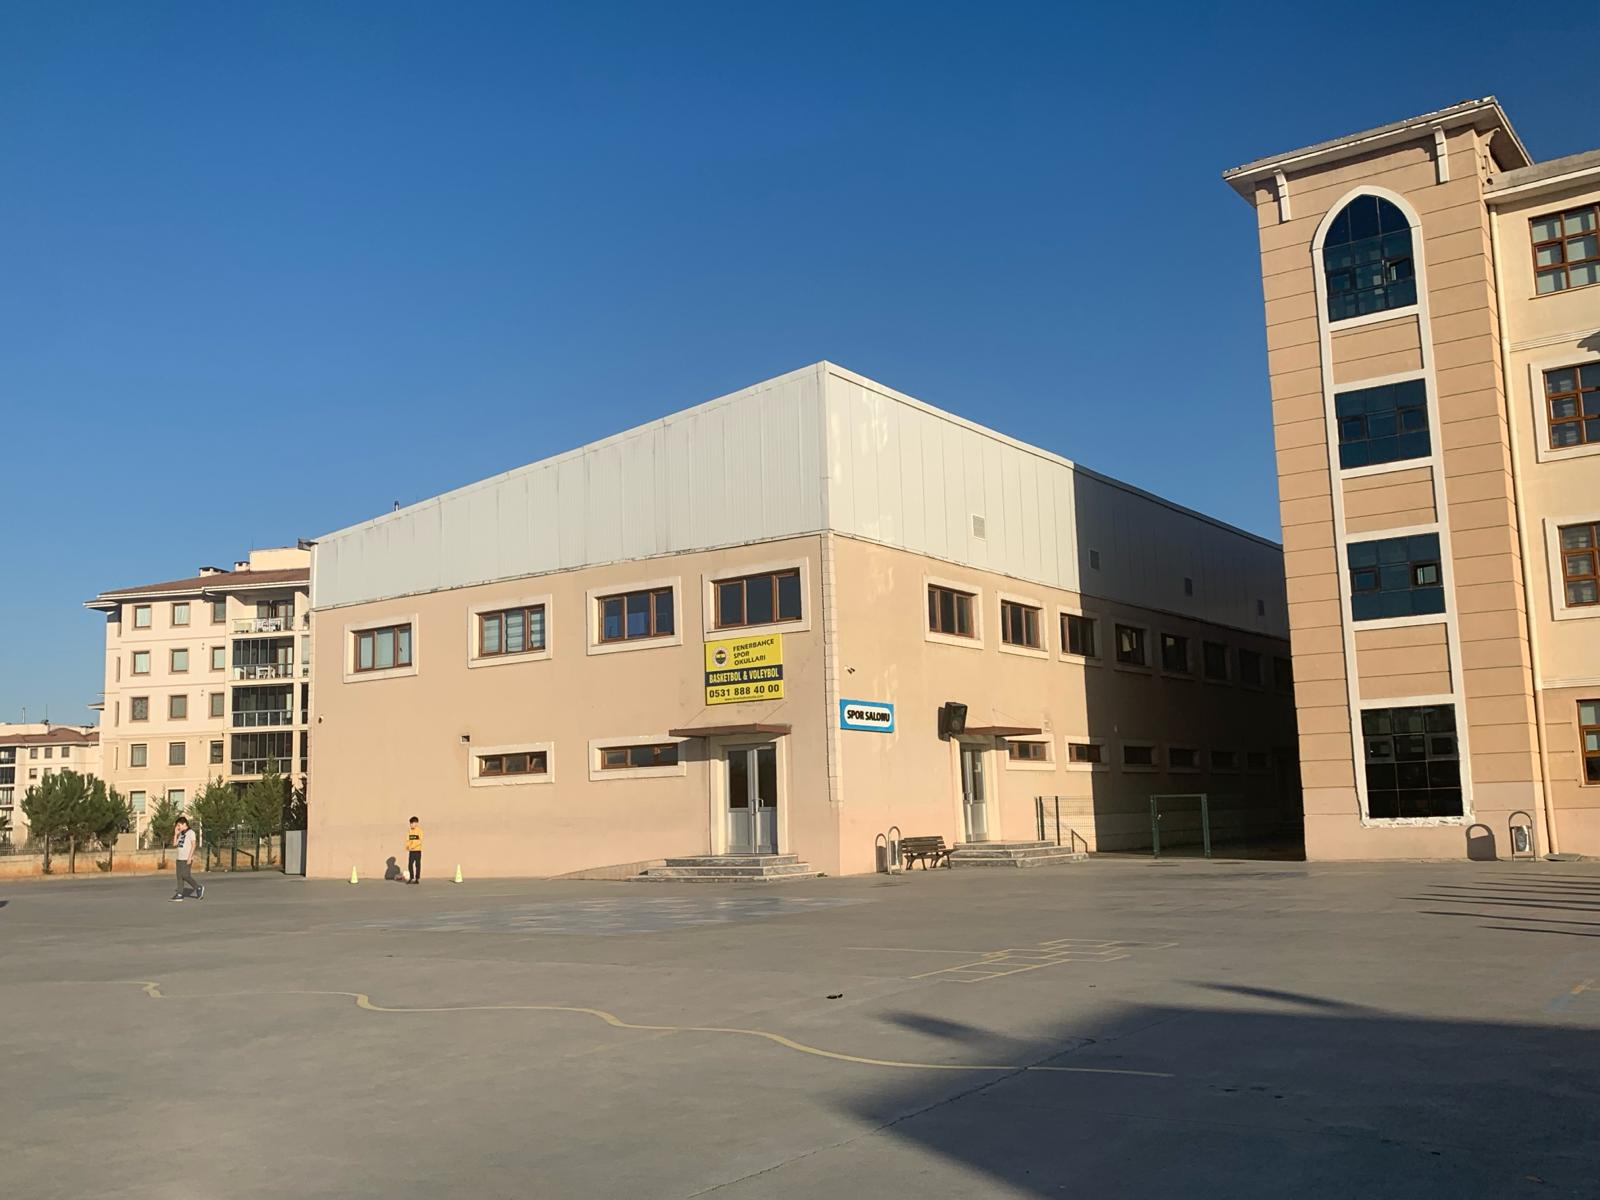 FENERBAHÇE
SPOR
OKULLARI
BASKETBOL & VOLEYBOL
0531 888 40 00
SPOR SALONU